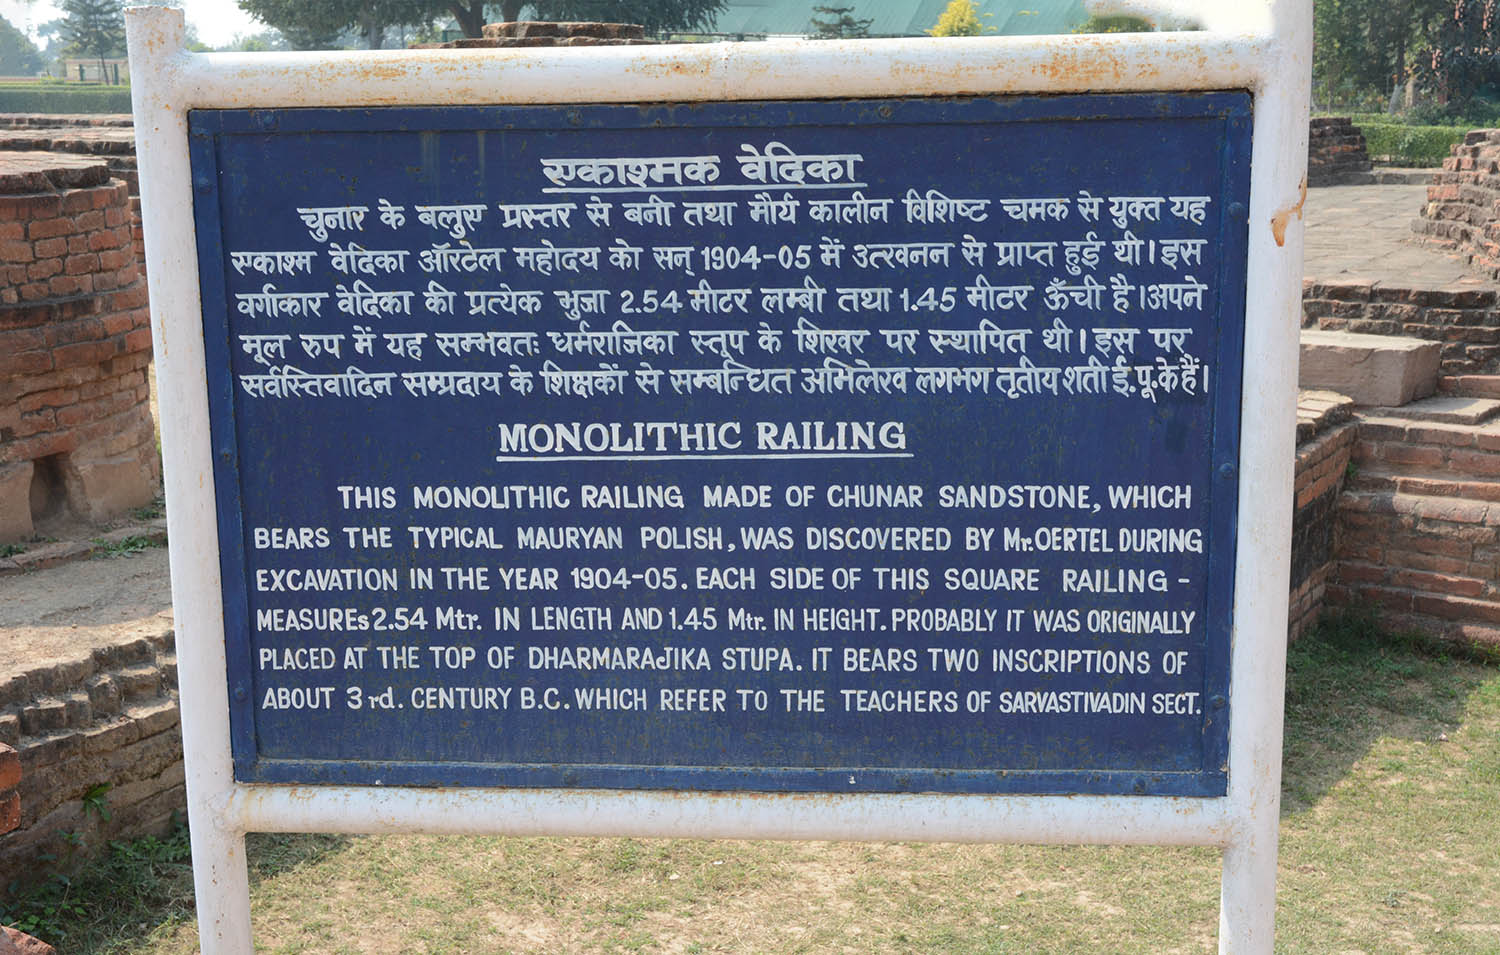 एकाश्मक वेदिका
चुनार के बलुए प्रस्तर से बनी तथा मौर्य कालीन विशिष्ट चमक से युक्त यह
एकाश्म वेदिका ऑरटेल महोदय को सन् 1904-05 में उत्खनन से प्राप्त हुई थी। इस
वर्गाकार वेदिका की प्रत्येक भुजा 2.54 मीटर लम्बी तथा 1.45 मीटर ऊँची है। अपने
मूल रुप में यह सम्भवतः धर्मराजिका स्तूप के शिखर पर स्थापित थी। इस पर
सर्वस्तिवादिन सम्प्रदाय के शिक्षकों से सम्बन्धित अभिलेख लगभग तृतीय शती ई.पू. के हैं।
MONOLITHIC RAILING
THIS MONOLITHIC RAILING MADE OF CHUNAR SANDSTONE, WHICH
BEARS THE TYPICAL MAURYAN POLISH, WAS DISCOVERED BY Mr. OERTEL DURING
EXCAVATION IN THE YEAR 1904-05. EACH SIDE OF THIS SQUARE RAILING -
MEASUREs 2.54 Mtr. IN LENGTH AND 1.45 Mtr. IN HEIGHT. PROBABLY IT WAS ORIGINALLY
PLACED AT THE TOP OF DHARMARAJIKA STUPA. IT BEARS TWO INSCRIPTIONS OF
ABOUT 3rd. CENTURY B.C. WHICH REFER TO THE TEACHERS OF SARVASTIVADIN SECT.